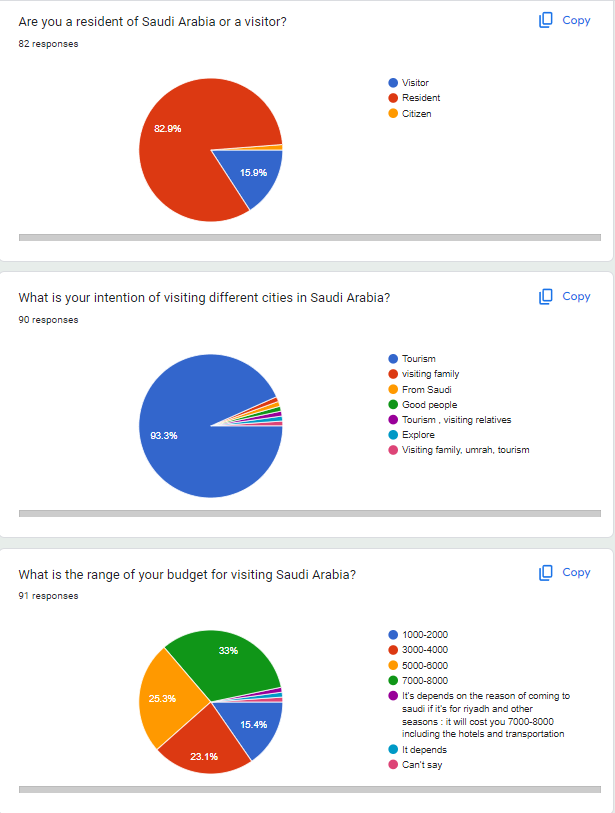 Are you a resident of Saudi Arabia or a visitor?
Copy
82 responses
82.9%
15.9%
Visitor
Resident
Citizen
What is your intention of visiting different cities in Saudi Arabia?
Copy
90 responses
93.3%
Tourism
visiting family
From Saudi
Good people
Tourism , visiting relatives
Explore
Visiting family, umrah, tourism
What is the range of your budget for visiting Saudi Arabia?
Copy
91 responses
33%
25.3%
15.4%
23.1%
1000-2000
3000-4000
5000-6000
7000-8000
It's depends on the reason of coming to
saudi if it's for riyadh and other
seasons : it will cost you 7000-8000
including the hotels and transportation
It depends
Can't say